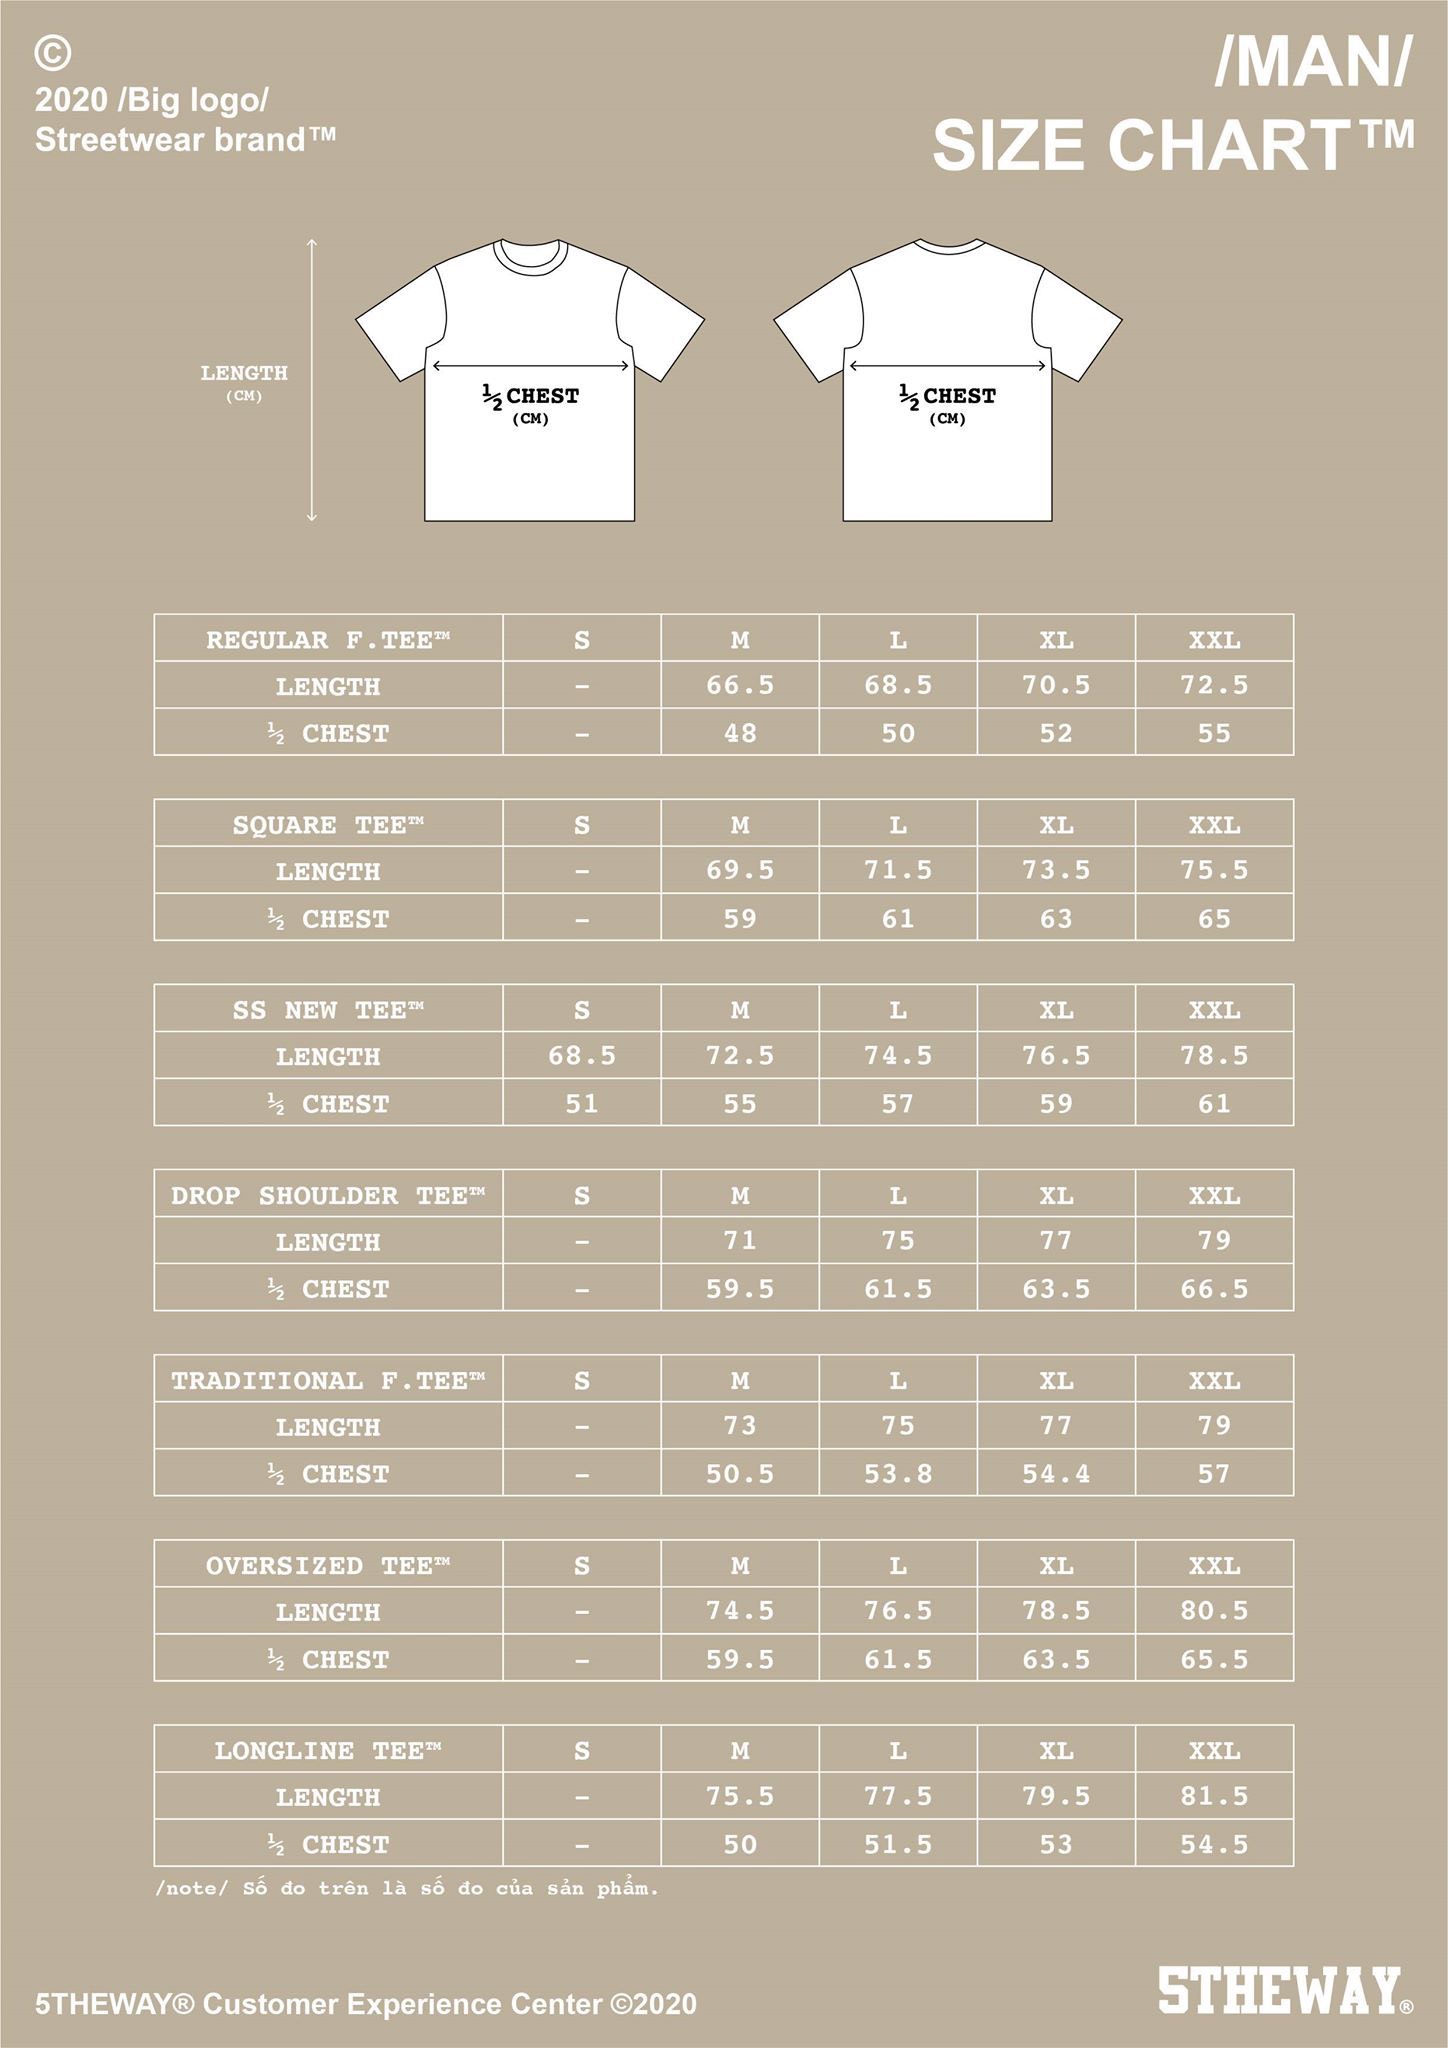 ©
2020 /Big logo/
Streetwear brand™
/MAN/
SIZE CHART™
LENGTH
(CM)
½ CHEST
(CM)
½ CHEST
(CM)
REGULAR F.TEE™ S M L XL XXL
LENGTH – 66.5 68.5 70.5 72.5
½ CHEST – 48 50 52 55
SQUARE TEE™ S M L XL XXL
LENGTH – 69.5 71.5 73.5 75.5
½ CHEST – 59 61 63 65
SS NEW TEE™ S M L XL XXL
LENGTH 68.5 72.5 74.5 76.5 78.5
½ CHEST 51 55 57 59 61
DROP SHOULDER TEE™ S M L XL XXL
LENGTH – 71 75 77 79
½ CHEST – 59.5 61.5 63.5 66.5
TRADITIONAL F.TEE™ S M L XL XXL
LENGTH – 73 75 77 79
½ CHEST – 50.5 53.8 54.4 57
OVERSIZED TEE™ S M L XL XXL
LENGTH – 74.5 76.5 78.5 80.5
½ CHEST – 59.5 61.5 63.5 65.5
LONGLINE TEE™ S M L XL XXL
LENGTH – 75.5 77.5 79.5 81.5
½ CHEST – 50 51.5 53 54.5
/note/ Số đo trên là số đo của sản phẩm.
5THEWAY® Customer Experience Center ©2020
5THEWAY®